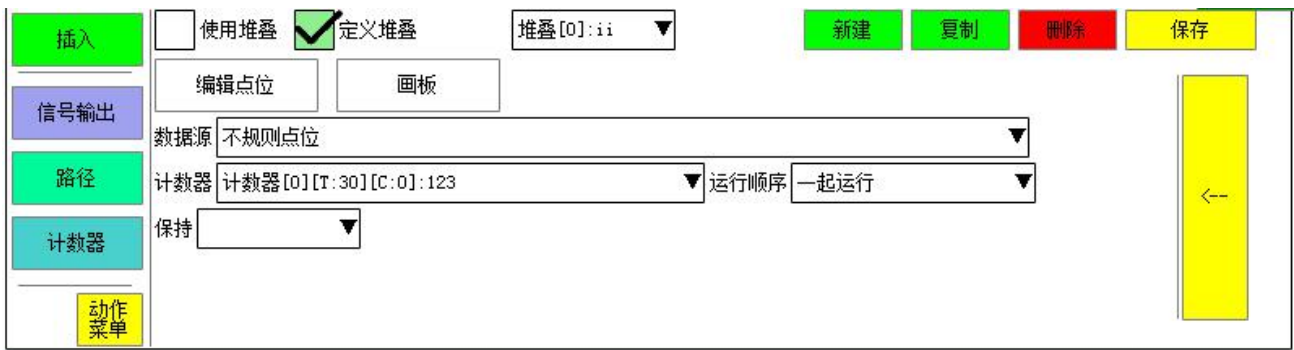 插入
使用堆叠 定义堆叠 堆叠[0]:ii 新建 复制 删除 保存
编辑点位 画板
信号输出
数据源 不规则点位
路径
计数器 计数器[0][T:30][C:0]:123 运行顺序 一起运行
<--
保持
计数器
动作
菜单